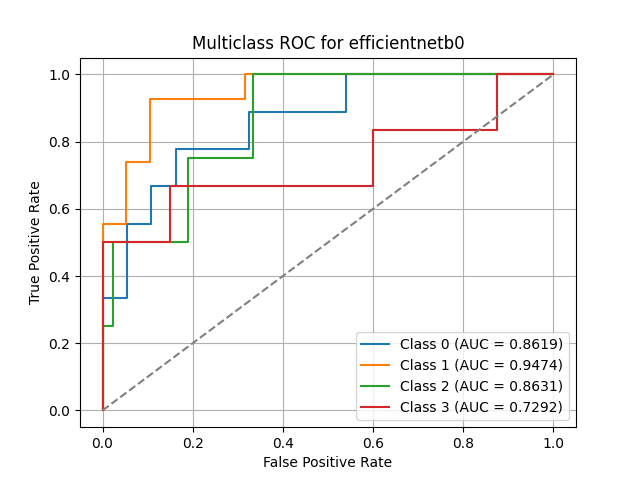 Multiclass ROC for efficientnetb0
True Positive Rate
1.0
0.8
0.6
0.4
0.2
0.0
Class 0 (AUC = 0.8619)
Class 1 (AUC = 0.9474)
Class 2 (AUC = 0.8631)
Class 3 (AUC = 0.7292)
0.0 0.2 0.4 0.6 0.8 1.0
False Positive Rate